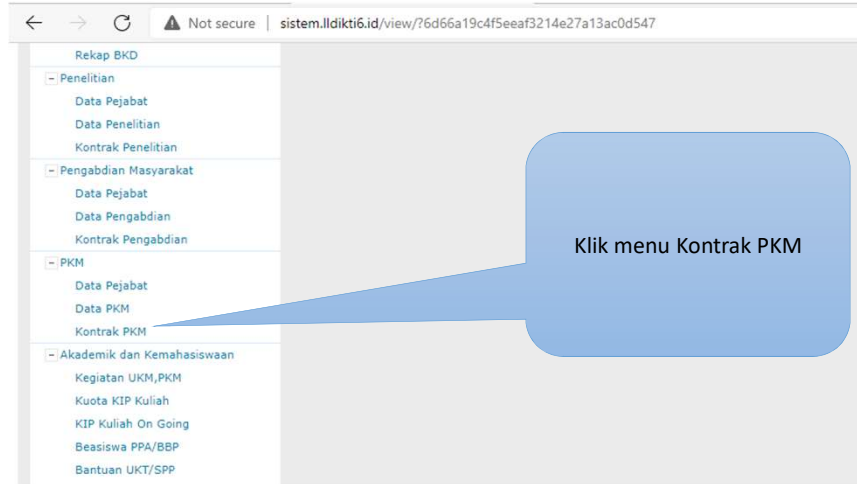 Not secure | sistem.lldikti6.id/view/?6d66a19c4f5eeaf3214e27a13ac0d547
Rekap BKD
Penelitian
Data Pejabat
Data Penelitian
Kontrak Penelitian
Pengabdian Masyarakat
Data Pejabat
Data Pengabdian
Kontrak Pengabdian
PKM
Data Pejabat
Data PKM
Kontrak PKM
Akademik dan Kemahasiswaan
Kegiatan UKM,PKM
Kuota KIP Kuliah
KIP Kuliah On Going
Beasiswa PPA/BBP
Bantuan UKT/SPP
Klik menu Kontrak PKM